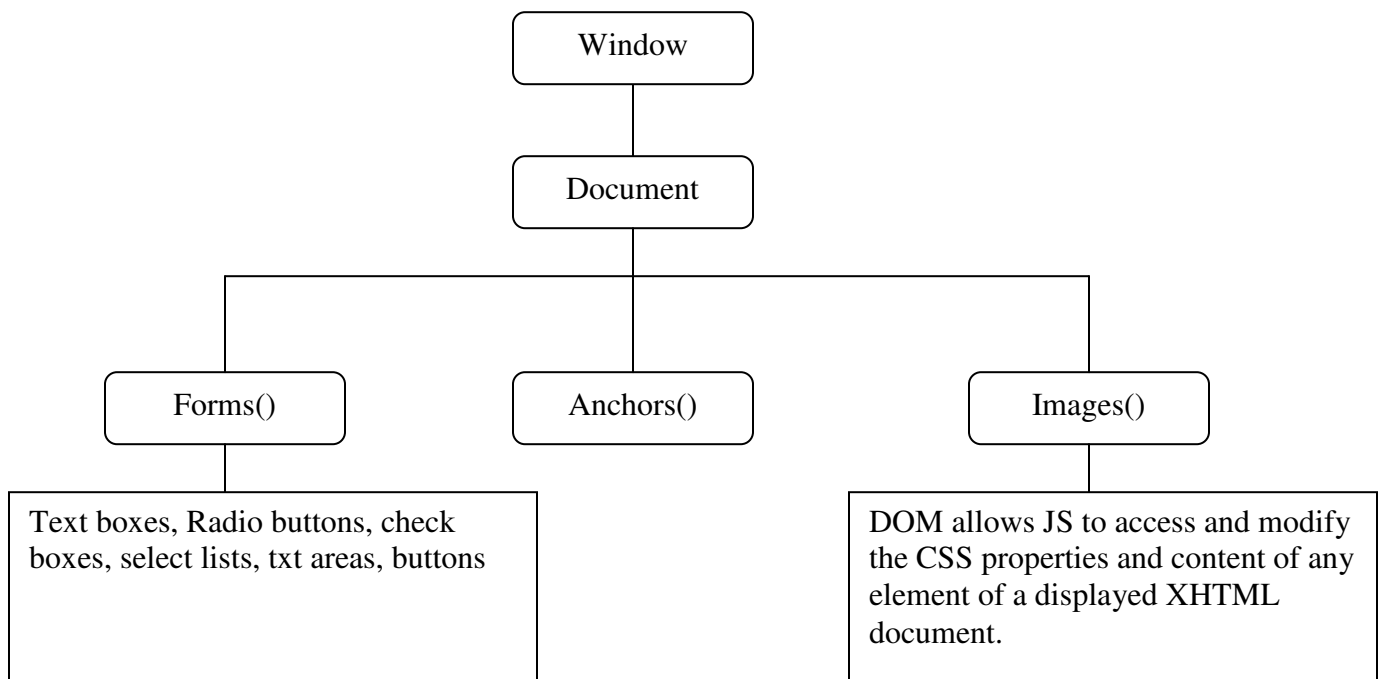 Window
Document
Forms()
Anchors()
Images()
Text boxes, Radio buttons, check
boxes, select lists, txt areas, buttons
DOM allows JS to access and modify
the CSS properties and content of any
element of a displayed XHTML
document.